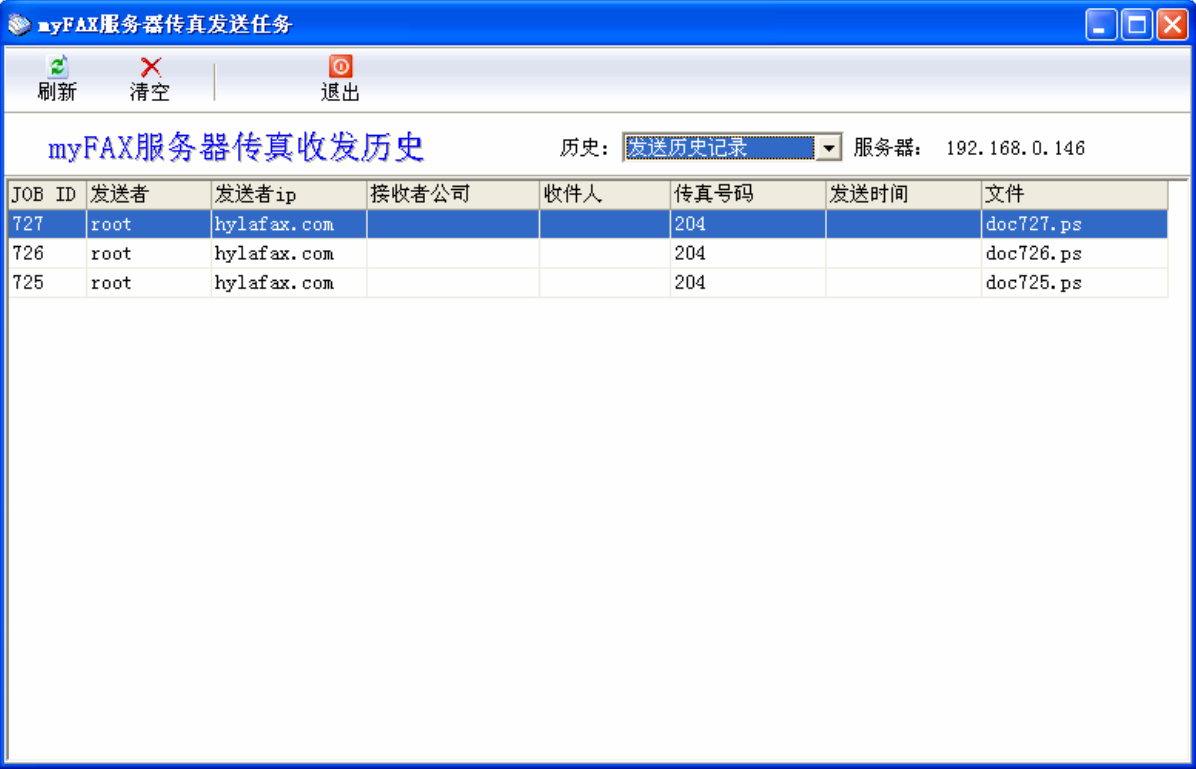 myFAX服务器传真发送任务
刷新 清空 退出
myFAX服务器传真收发历史 历史： 发送历史记录 服务器： 192.168.0.146
JOB ID 发送者 发送者ip 接收者公司 收件人 传真号码 发送时间 文件
727 root hylafax.com 204 doc727.ps
726 root hylafax.com 204 doc726.ps
725 root hylafax.com 204 doc725.ps